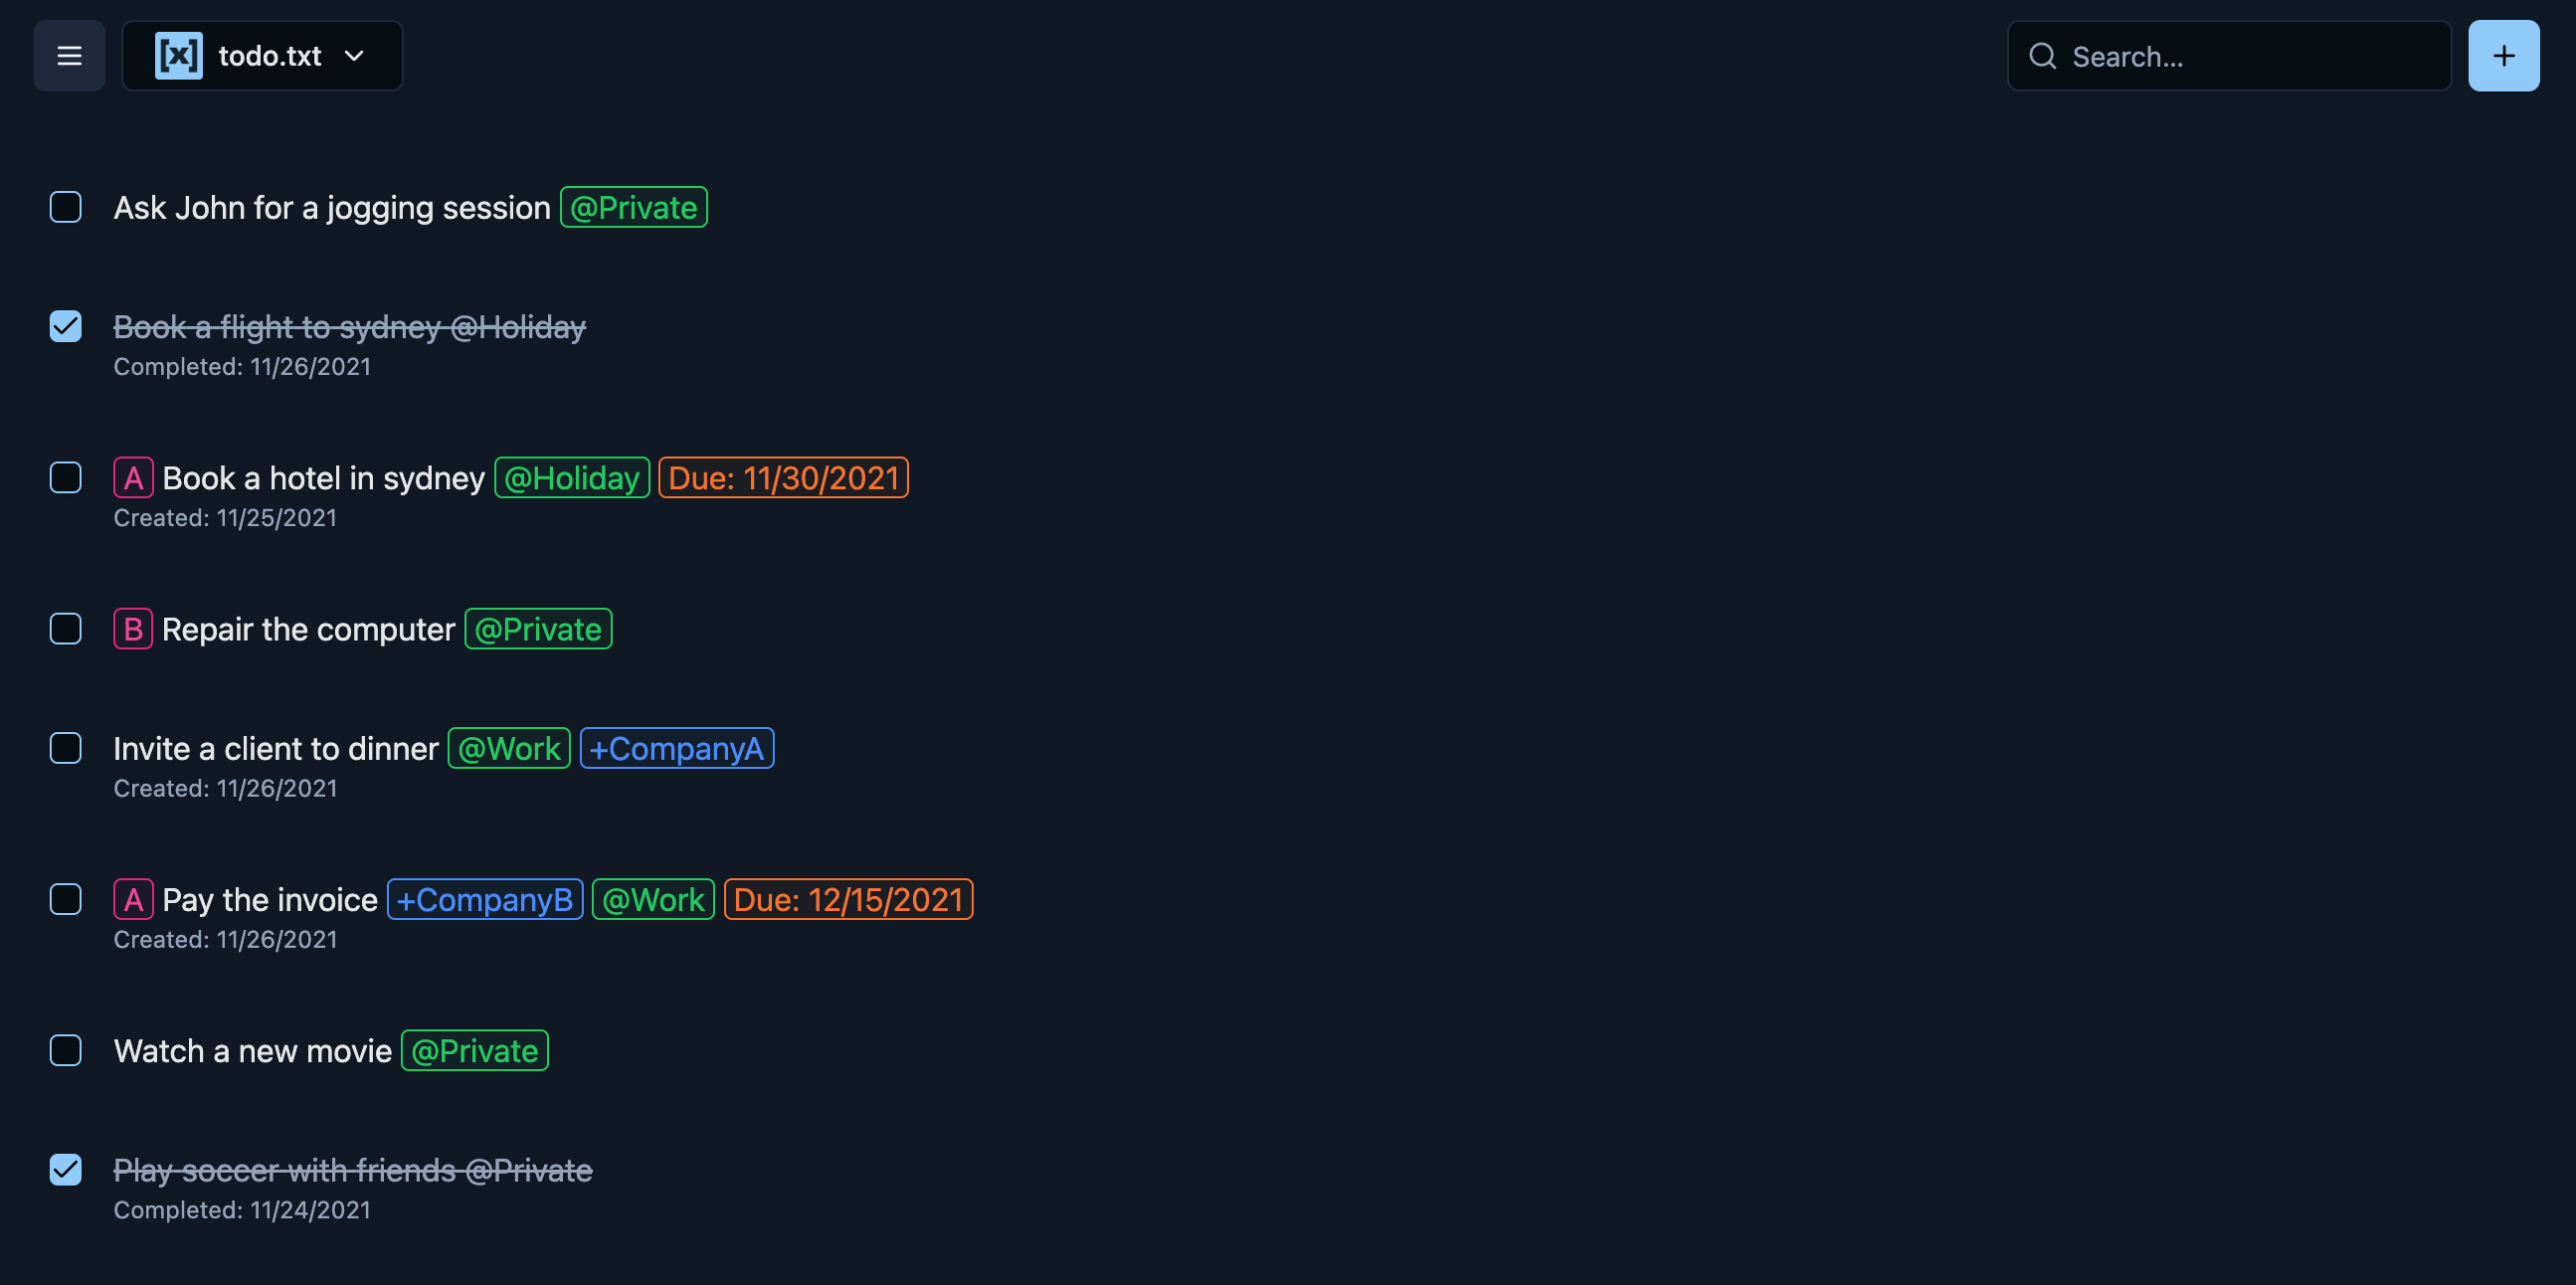 [x] todo.txt Search...
Ask John for a jogging session @Private
Book a flight to sydney @Holiday
Completed: 11/26/2021
A Book a hotel in sydney @Holiday Due: 11/30/2021
Created: 11/25/2021
B Repair the computer @Private
Invite a client to dinner @Work +CompanyA
Created: 11/26/2021
A Pay the invoice +CompanyB @Work Due: 12/15/2021
Created: 11/26/2021
Watch a new movie @Private
Play soccer with friends @Private
Completed: 11/24/2021